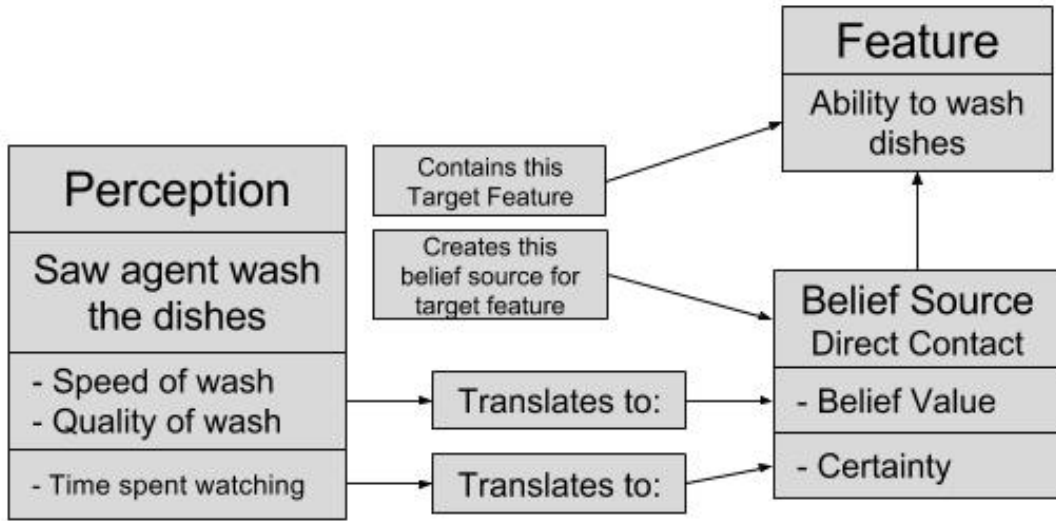 Feature
Ability to wash
dishes
Perception
Saw agent wash
the dishes
- Speed of wash
- Quality of wash
- Time spent watching
Contains this
Target Feature
Creates this
belief source for
target feature
Translates to:
Translates to:
Belief Source
Direct Contact
- Belief Value
- Certainty